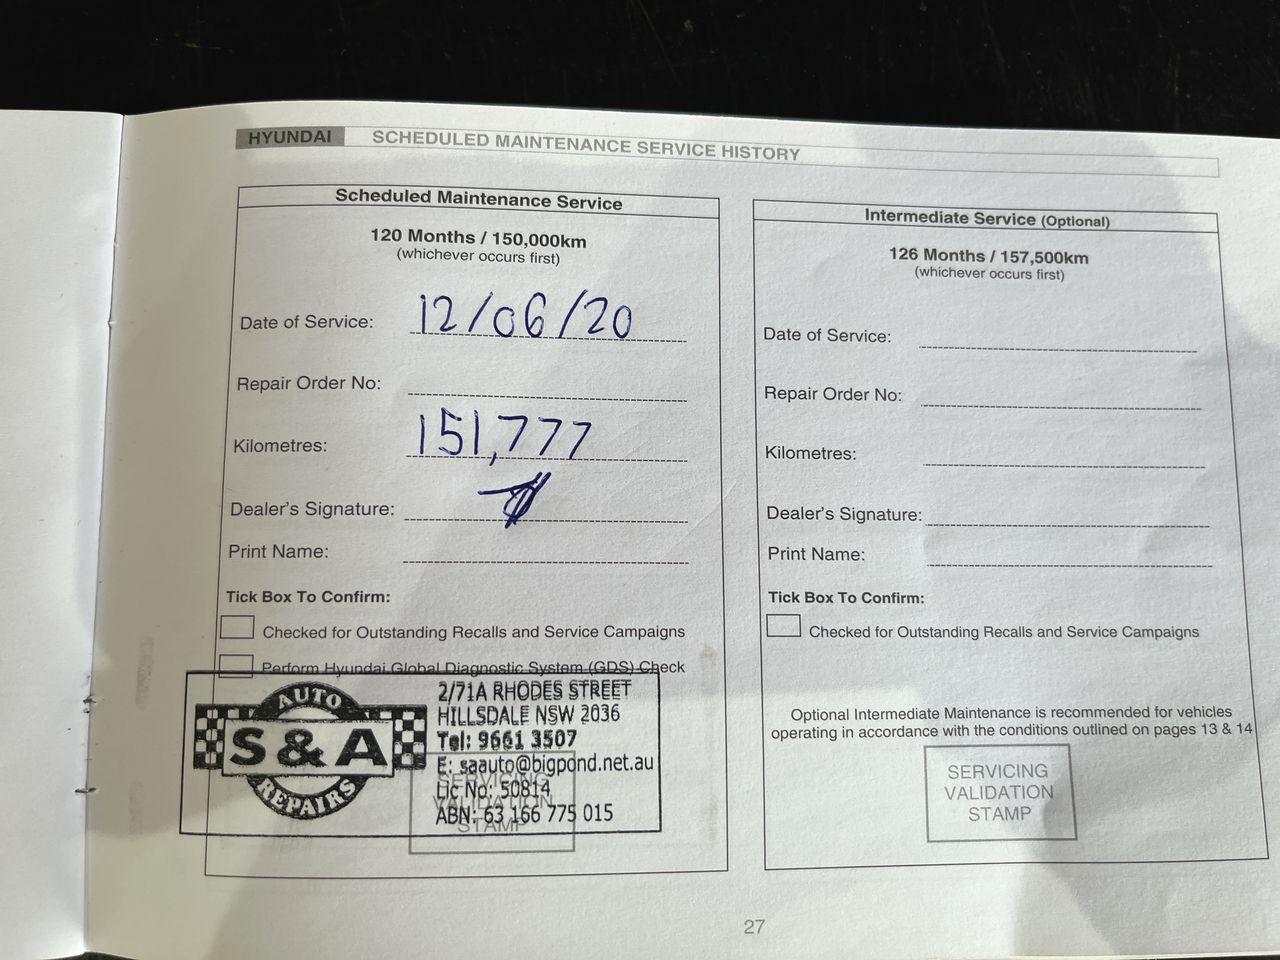 HYUNDAI SCHEDULED MAINTENANCE SERVICE HISTORY
Scheduled Maintenance Service
120 Months / 150,000km
(whichever occurs first)
Date of Service: 12/06/20
Repair Order No:
Kilometres: 151,777
Dealer's Signature:
Print Name:
Tick Box To Confirm:
Checked for Outstanding Recalls and Service Campaigns
Perform Hyundai Global Diagnostic System (GDS) Check
AUTO
S & A
REPAIRS
2/71A RHODES STREET
HILLSDALE NSW 2036
Tel: 9661 3507
E: saauto@bigpond.net.au
Lic No: 50814
ABN: 63 166 775 015
SERVICING
VALIDATION
STAMP
Intermediate Service (Optional)
126 Months / 157,500km
(whichever occurs first)
Date of Service:
Repair Order No:
Kilometres:
Dealer's Signature:
Print Name:
Tick Box To Confirm:
Checked for Outstanding Recalls and Service Campaigns
Optional Intermediate Maintenance is recommended for vehicles
operating in accordance with the conditions outlined on pages 13 & 14
SERVICING
VALIDATION
STAMP
27